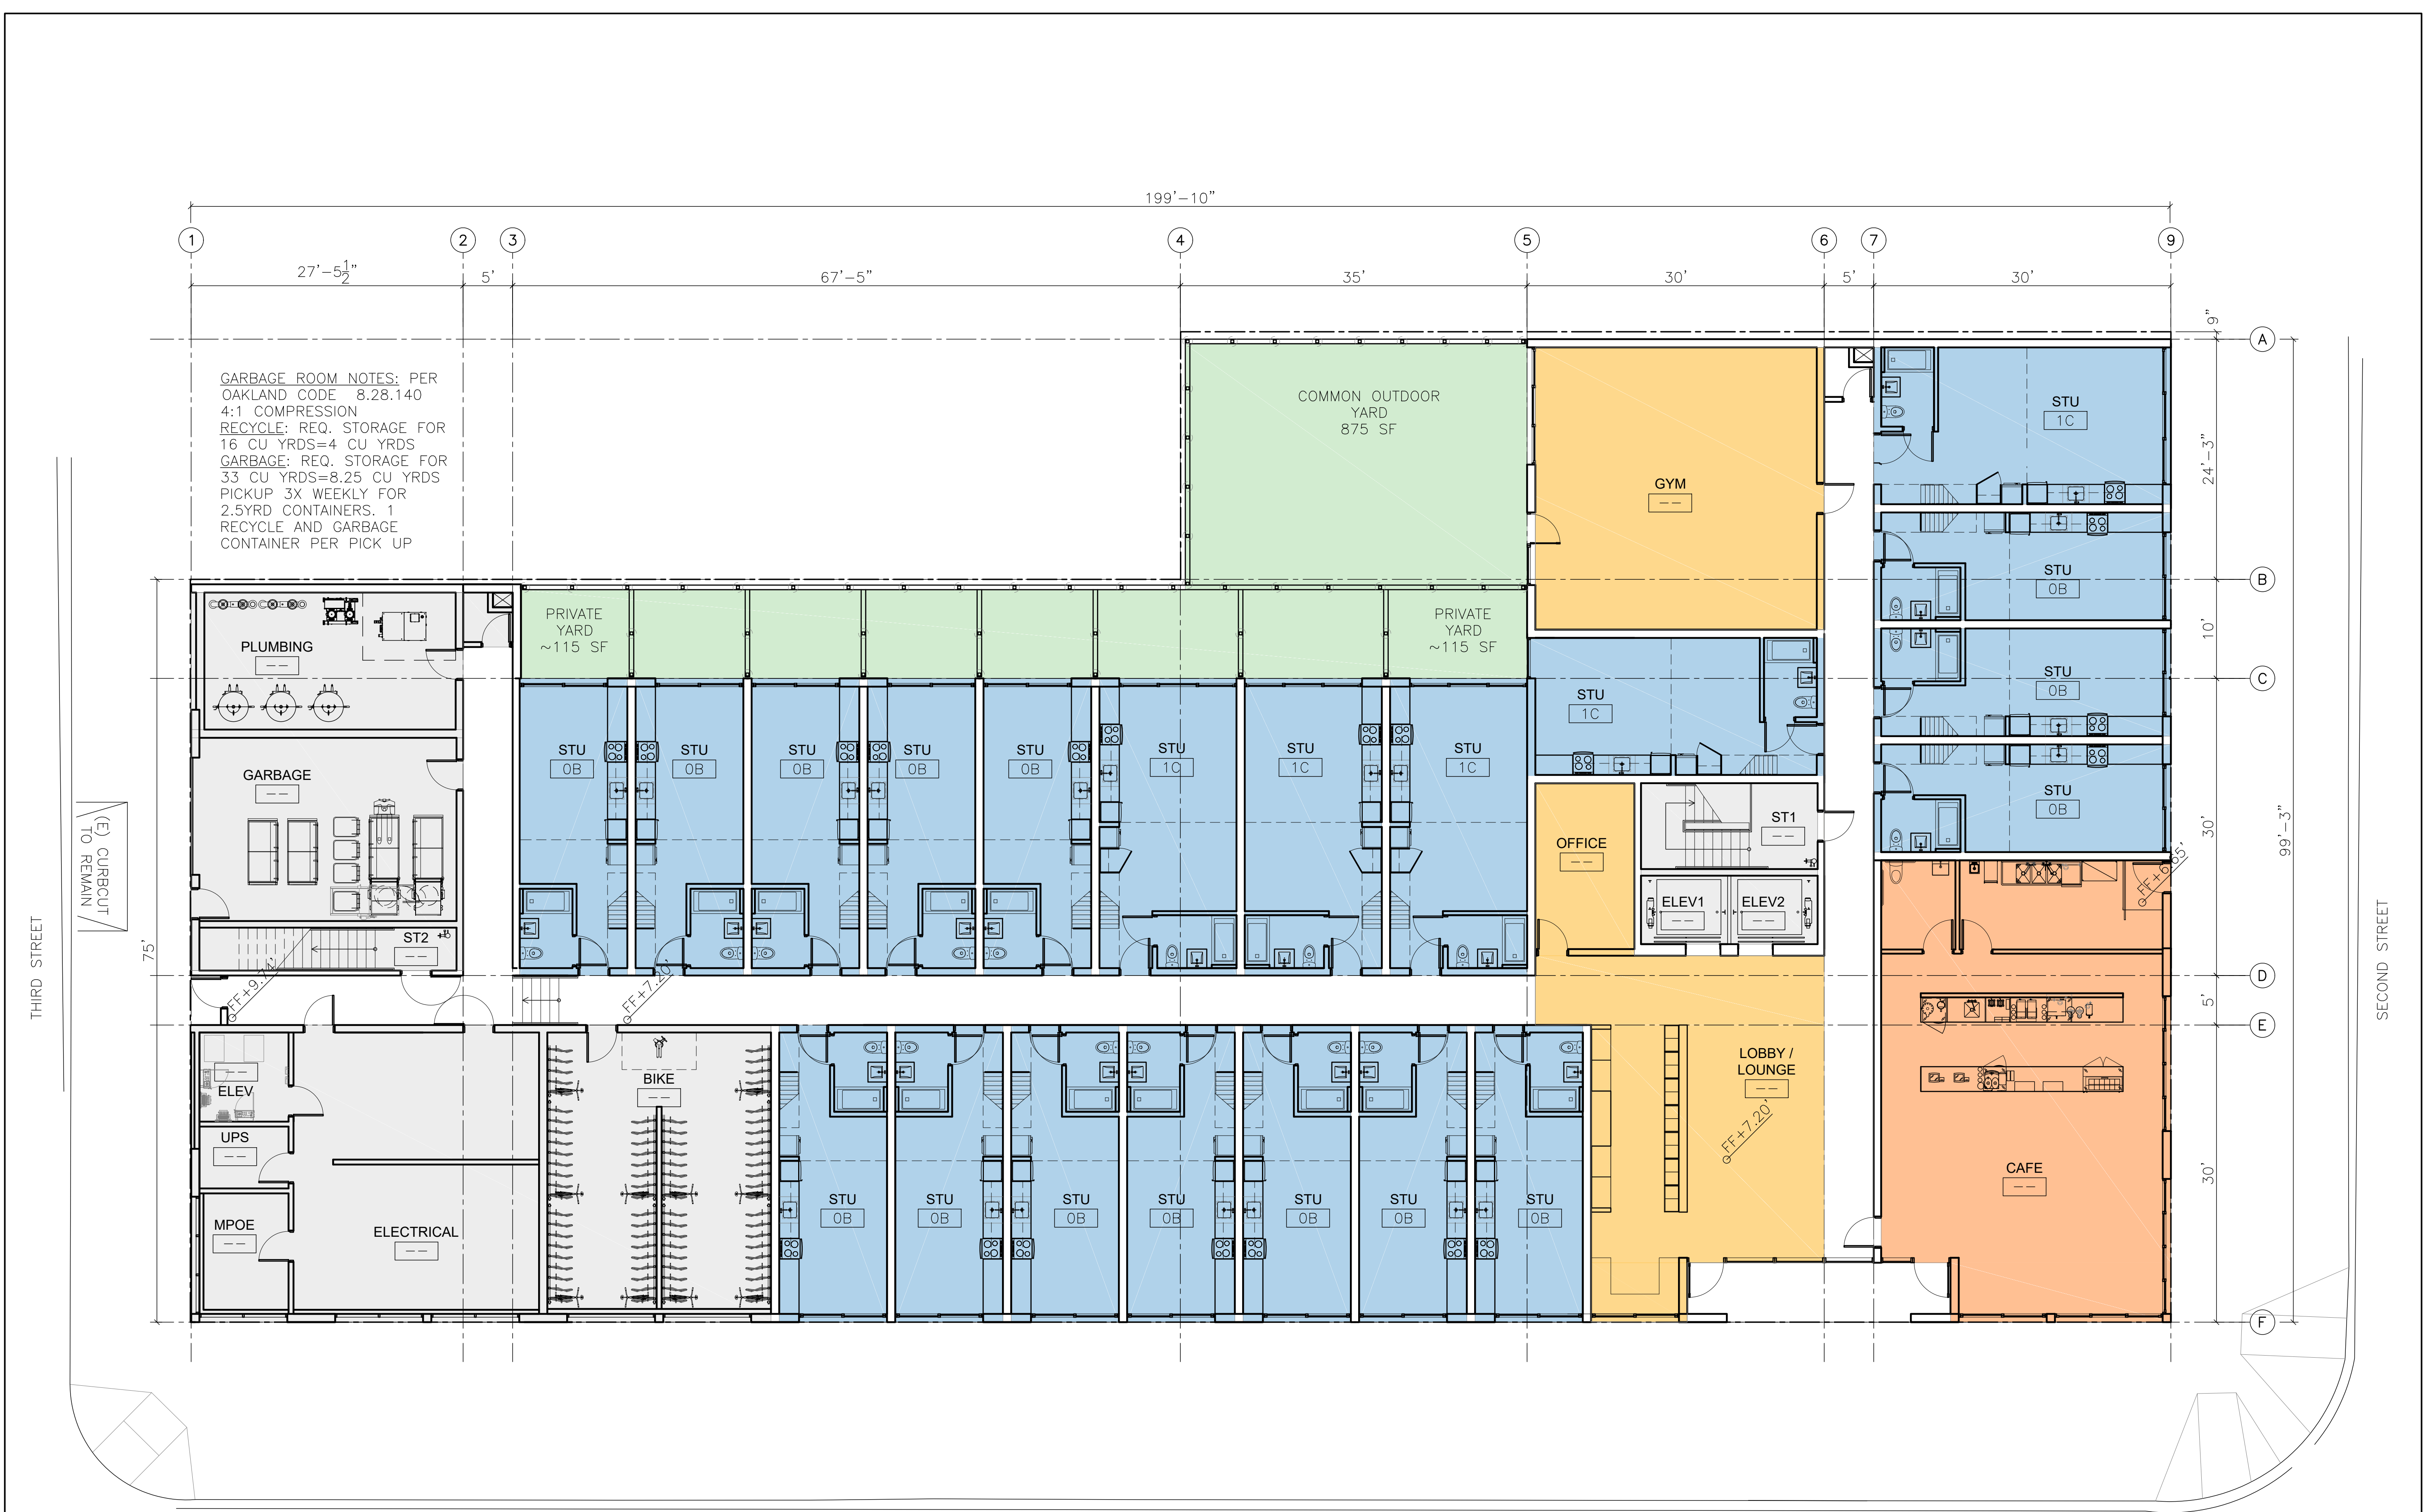 199'-10"
1
2
3
4
5
6
7
9
27'-5 1/2"
5'
67'-5"
35'
30'
5'
30'
9"
A
GARBAGE ROOM NOTES: PER
OAKLAND CODE 8.28.140
4:1 COMPRESSION
RECYCLE: REQ. STORAGE FOR
16 CU YRDS=4 CU YRDS
GARBAGE: REQ. STORAGE FOR
33 CU YRDS=8.25 CU YRDS
PICKUP 3X WEEKLY FOR
2.5YRD CONTAINERS. 1
RECYCLE AND GARBAGE
CONTAINER PER PICK UP
COMMON OUTDOOR
YARD
875 SF
GYM
--
STU
1C
24'-3"
STU
0B
B
PLUMBING
--
PRIVATE
YARD
~115 SF
PRIVATE
YARD
~115 SF
10'
STU
0B
C
STU
1C
GARBAGE
--
STU
0B
STU
0B
STU
0B
STU
0B
STU
0B
STU
1C
STU
1C
STU
1C
STU
0B
OFFICE
--
ST1
--
30'
99'-3"
(E) CURBCUT
TO REMAIN
ELEV1
--
ELEV2
--
FF+6.65'
THIRD STREET
75'
ST2
--
SECOND STREET
D
FF+9.74'
FF+7.20'
5'
E
--
ELEV
BIKE
--
LOBBY /
LOUNGE
--
FF+7.20'
UPS
--
CAFE
--
30'
MPOE
--
ELECTRICAL
--
STU
0B
STU
0B
STU
0B
STU
0B
STU
0B
STU
0B
STU
0B
F